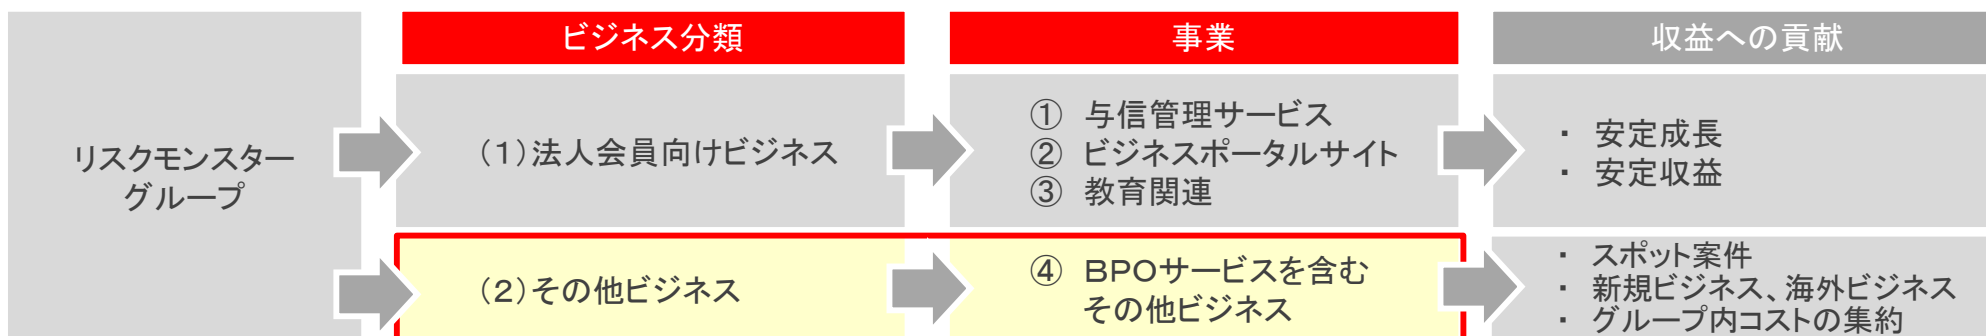 ビジネス分類
事業
収益への貢献
リスクモンスター
グループ
(1)法人会員向けビジネス
① 与信管理サービス
② ビジネスポータルサイト
③ 教育関連
・ 安定成長
・ 安定収益
(2)その他ビジネス
④ BPOサービスを含む
その他ビジネス
・ スポット案件
・ 新規ビジネス、海外ビジネス
・ グループ内コストの集約